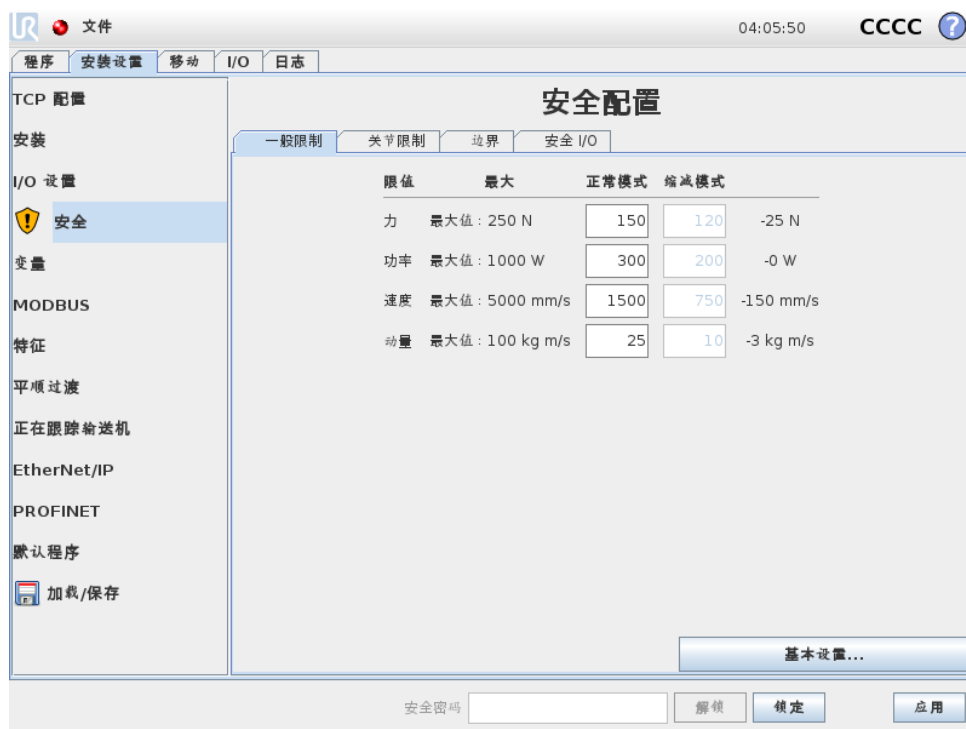 UR 文件 04:05:50 CCCC ?
程序 安装设置 移动 I/O 日志
TCP 配置
安装
I/O 设置
安全
变量
MODBUS
特征
平顺过渡
正在跟踪输送机
EtherNet/IP
PROFINET
默认程序
加载/保存
安全配置
一般限制 关节限制 边界 安全 I/O
限值 最大 正常模式 缩减模式
力 最大值：250 N 150 120 -25 N
功率 最大值：1000 W 300 200 -0 W
速度 最大值：5000 mm/s 1500 750 -150 mm/s
动量 最大值：100 kg m/s 25 10 -3 kg m/s
基本设置...
安全密码 解锁 锁定 应用